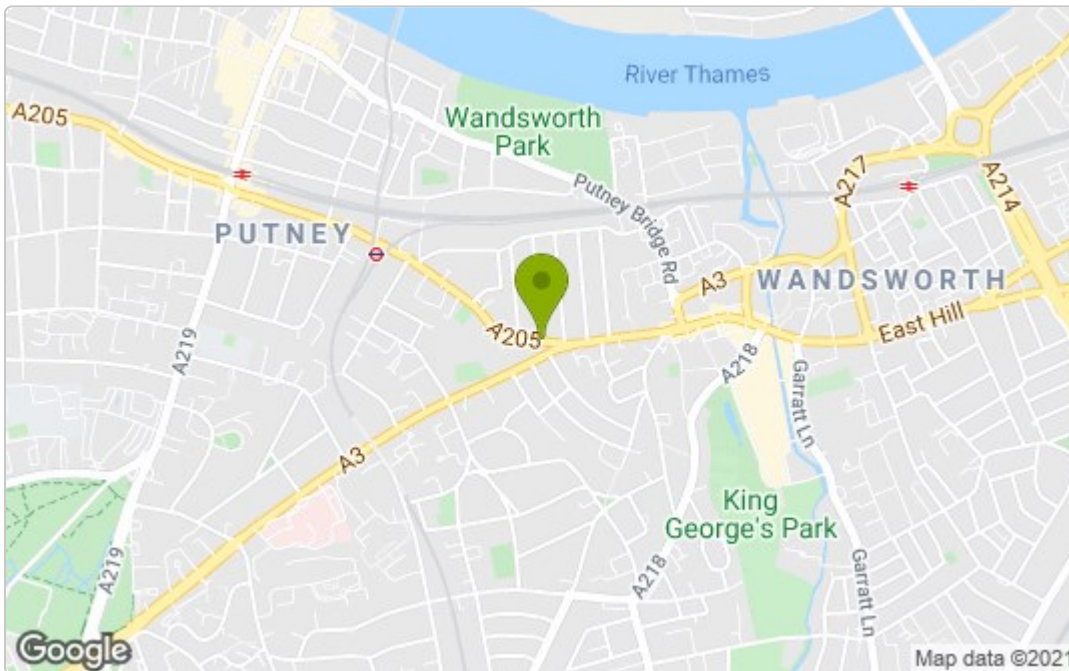 River Thames
A205
Wandsworth
Park
A217
A214
Putney Bridge Rd
PUTNEY
A3
WANDSWORTH
A205
East Hill
A219
A218
Garratt Ln
A3
King
George's Park
A219
A218
Garratt Ln
Google
Map data ©2021